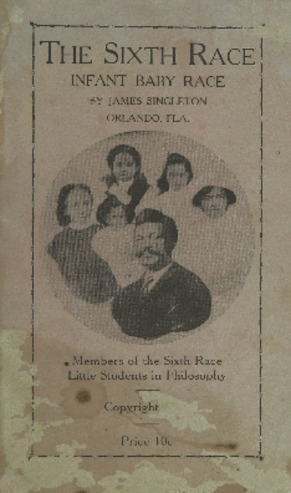 THE SIXTH RACE
INFANT BABY RACE
BY JAMES SINGLETON
ORLANDO, FLA.
Members of the Sixth Race
Little Students in Philosophy
Copyright
Price 10c